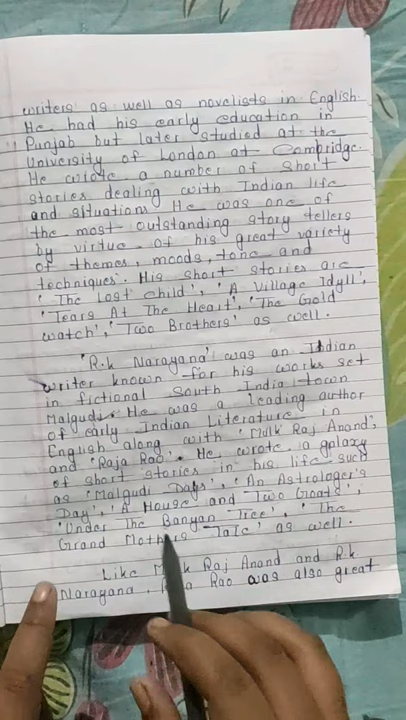 writers as well as novelists in English.
He had his early education in
Punjab but later studied at the
University of London at Cambridge.
He wrote a number of short
stories dealing with Indian life
and situations He was one of
the most outstanding story tellers
by virtue of his great variety
of themes, moods, tone and
techniques. His short stories are
'The Lost child', 'A Village Idyll',
'Tears At The Heart', 'The Gold
watch', 'Two Brothers' as well.
'R.k Narayana' was an Indian
writer known for his works set
in fictional South India town
Malgudi. He was a leading author
of early Indian Literature in
English along with 'Mulk Raj Anand',
and 'Raja Rao'. He wrote a galaxy
of short stories in his life such
as 'Malgudi Days', 'An Astrologer's
Day', 'A House and Two Goats',
'Under The Banyan Tree', 'The
Grand Mothers Tale' as well.
Like Raj Anand and R.k
Narayana, Rao was also great